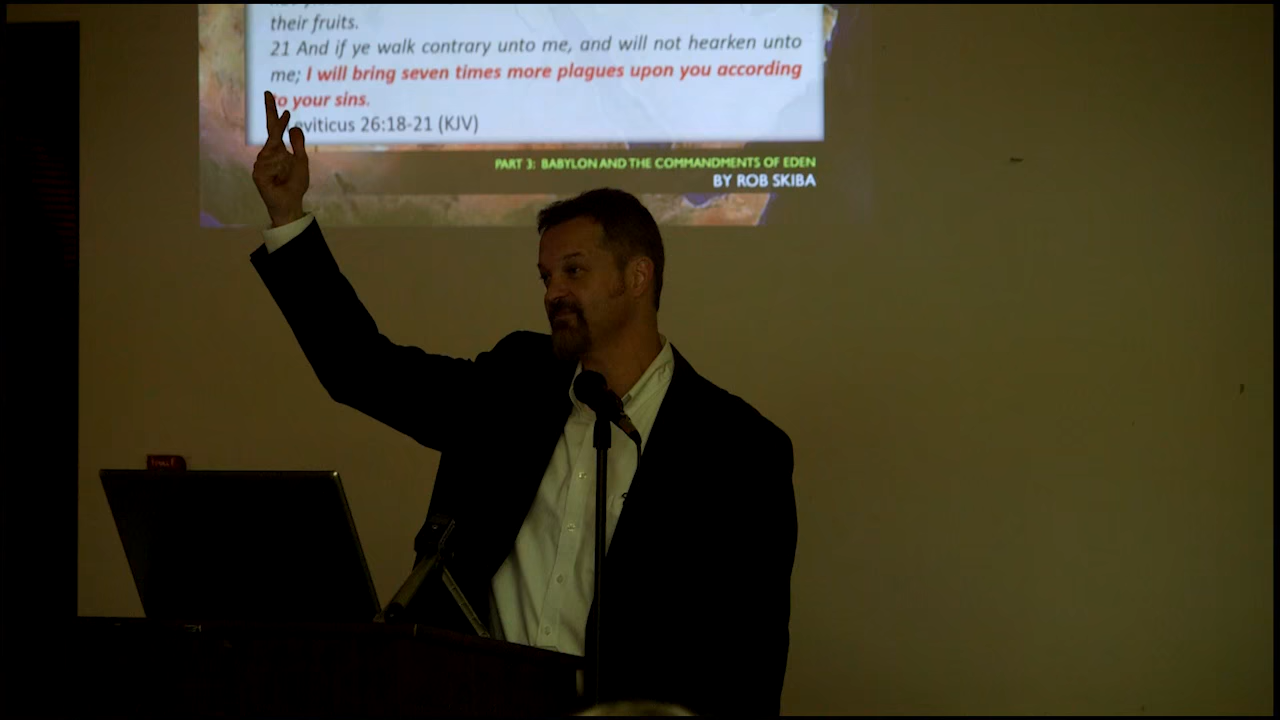 their fruits.
21 And if ye walk contrary unto me, and will not hearken unto
me; I will bring seven times more plagues upon you according
to your sins.
eviticus 26:18-21 (KJV)
PART 3: BABYLON AND THE COMMANDMENTS OF EDEN
BY ROB SKIBA